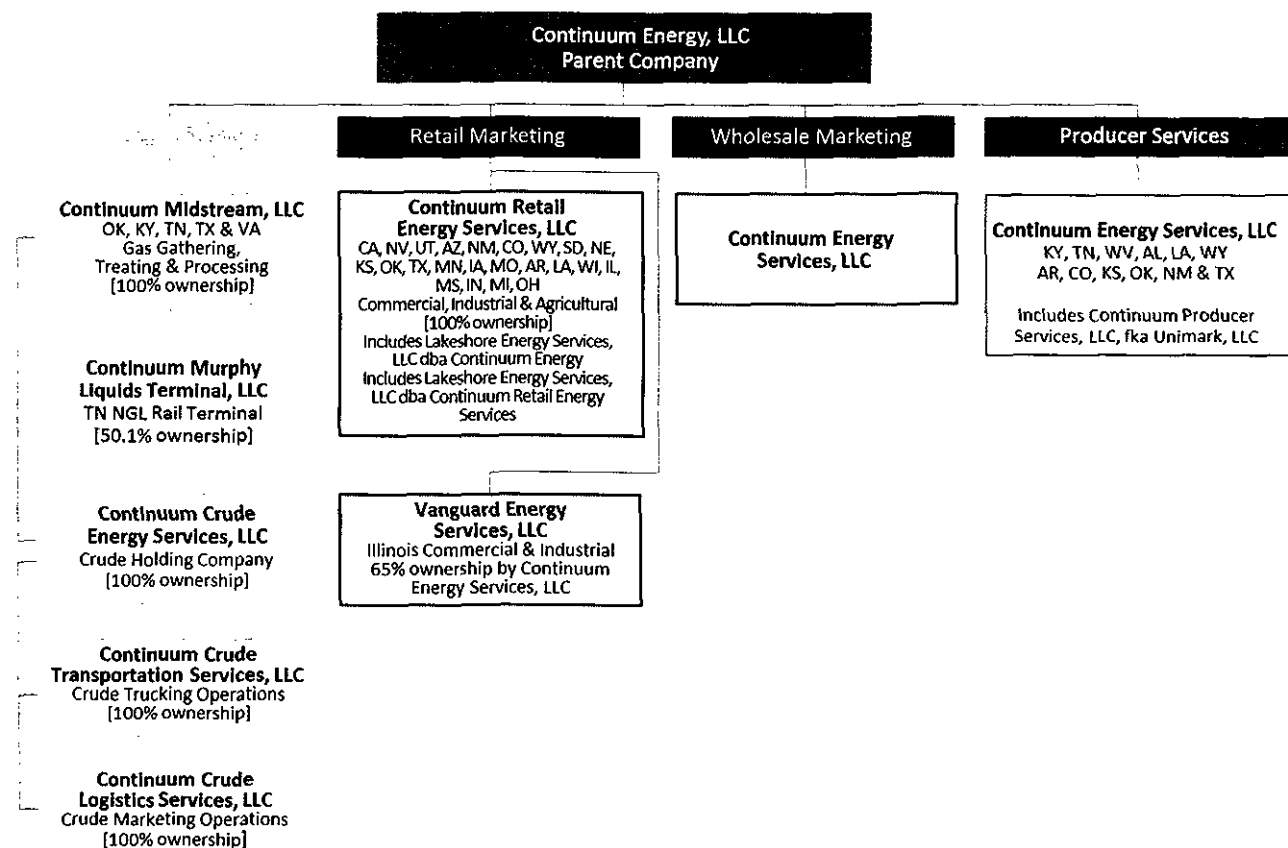 Continuum Energy, LLC
Parent Company
Retail Marketing
Wholesale Marketing
Producer Services
Continuum Midstream, LLC
OK, KY, TN, TX & VA
Gas Gathering,
Treating & Processing
[100% ownership]
Continuum Murphy
Liquids Terminal, LLC
TN NGL Rail Terminal
[50.1% ownership]
Continuum Crude
Energy Services, LLC
Crude Holding Company
[100% ownership]
Continuum Crude
Transportation Services, LLC
Crude Trucking Operations
[100% ownership]
Continuum Crude
Logistics Services, LLC
Crude Marketing Operations
[100% ownership]
Continuum Retail
Energy Services, LLC
CA, NV, UT, AZ, NM, CO, WY, SD, NE,
KS, OK, TX, MN, IA, MO, AR, LA, WI, IL,
MS, IN, MI, OH
Commercial, Industrial & Agricultural
[100% ownership]
Includes Lakeshore Energy Services,
LLC dba Continuum Energy
Includes Lakeshore Energy Services,
LLC dba Continuum Retail Energy
Services
Vanguard Energy
Services, LLC
Illinois Commercial & Industrial
65% ownership by Continuum
Energy Services, LLC
Continuum Energy
Services, LLC
Continuum Energy Services, LLC
KY, TN, WV, AL, LA, WY
AR, CO, KS, OK, NM & TX
Includes Continuum Producer
Services, LLC, fka Unimark, LLC